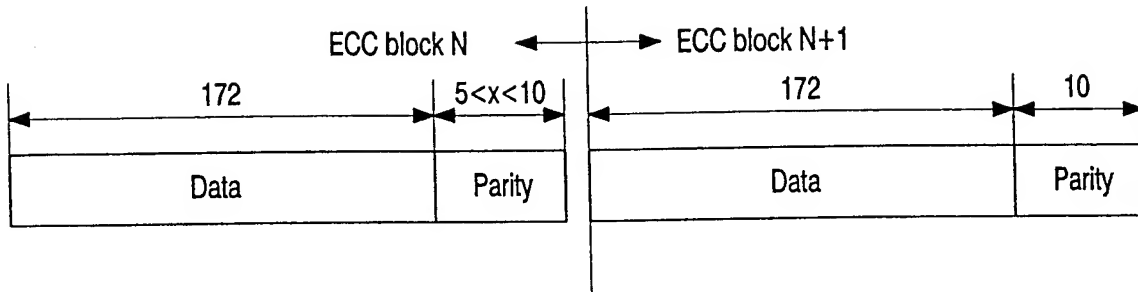 ECC block N ECC block N+1
172 5<x<10 172 10
Data Parity Data Parity